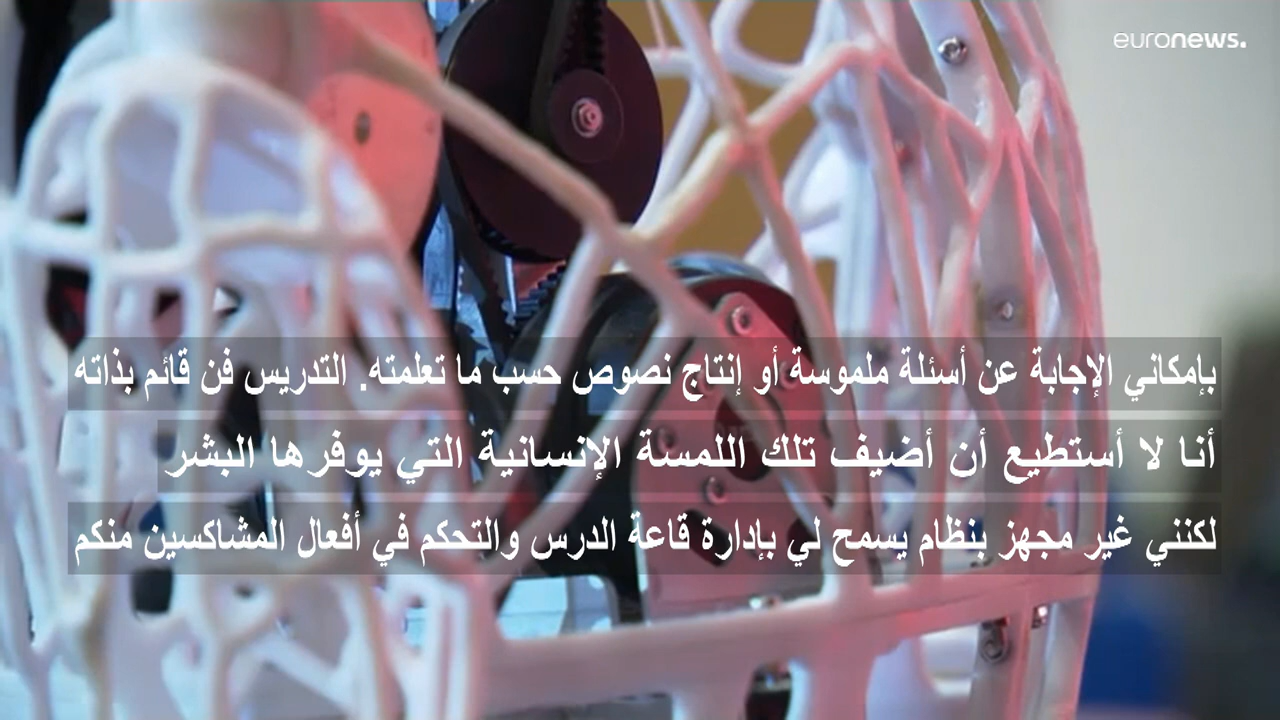 euronews.
بإمكاني الإجابة عن أسئلة ملموسة أو إنتاج نصوص حسب ما تعلمته. التدريس فن قائم بذاته
أنا لا أستطيع أن أضيف تلك اللمسة الإنسانية التي يوفرها البشر
لكنني غير مجهز بنظام يسمح لي بإدارة قاعة الدرس والتحكم في أفعال المشاكسين منكم